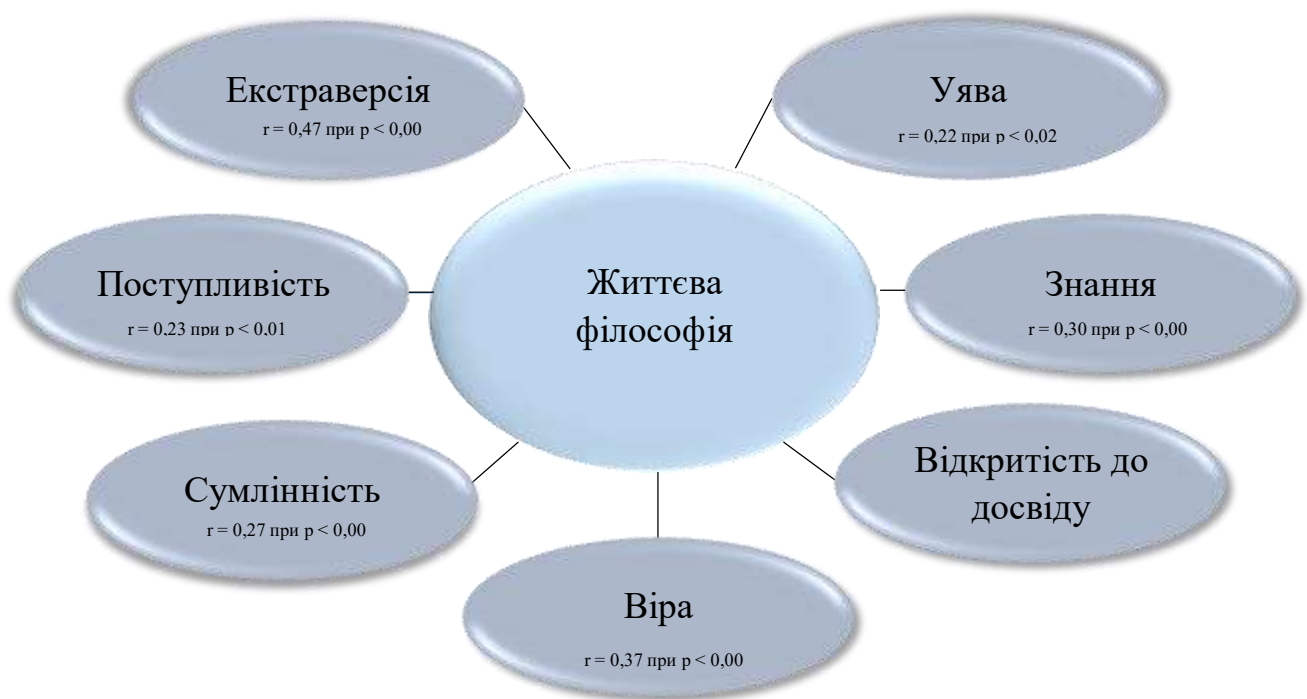 Екстраверсія
r = 0,47 при p < 0,00
Уява
r = 0,22 при p < 0,02
Поступливість
r = 0,23 при p < 0,01
Життєва
філософія
Знання
r = 0,30 при p < 0,00
Сумлінність
r = 0,27 при p < 0,00
Відкритість до
досвіду
Віра
r = 0,37 при p < 0,00